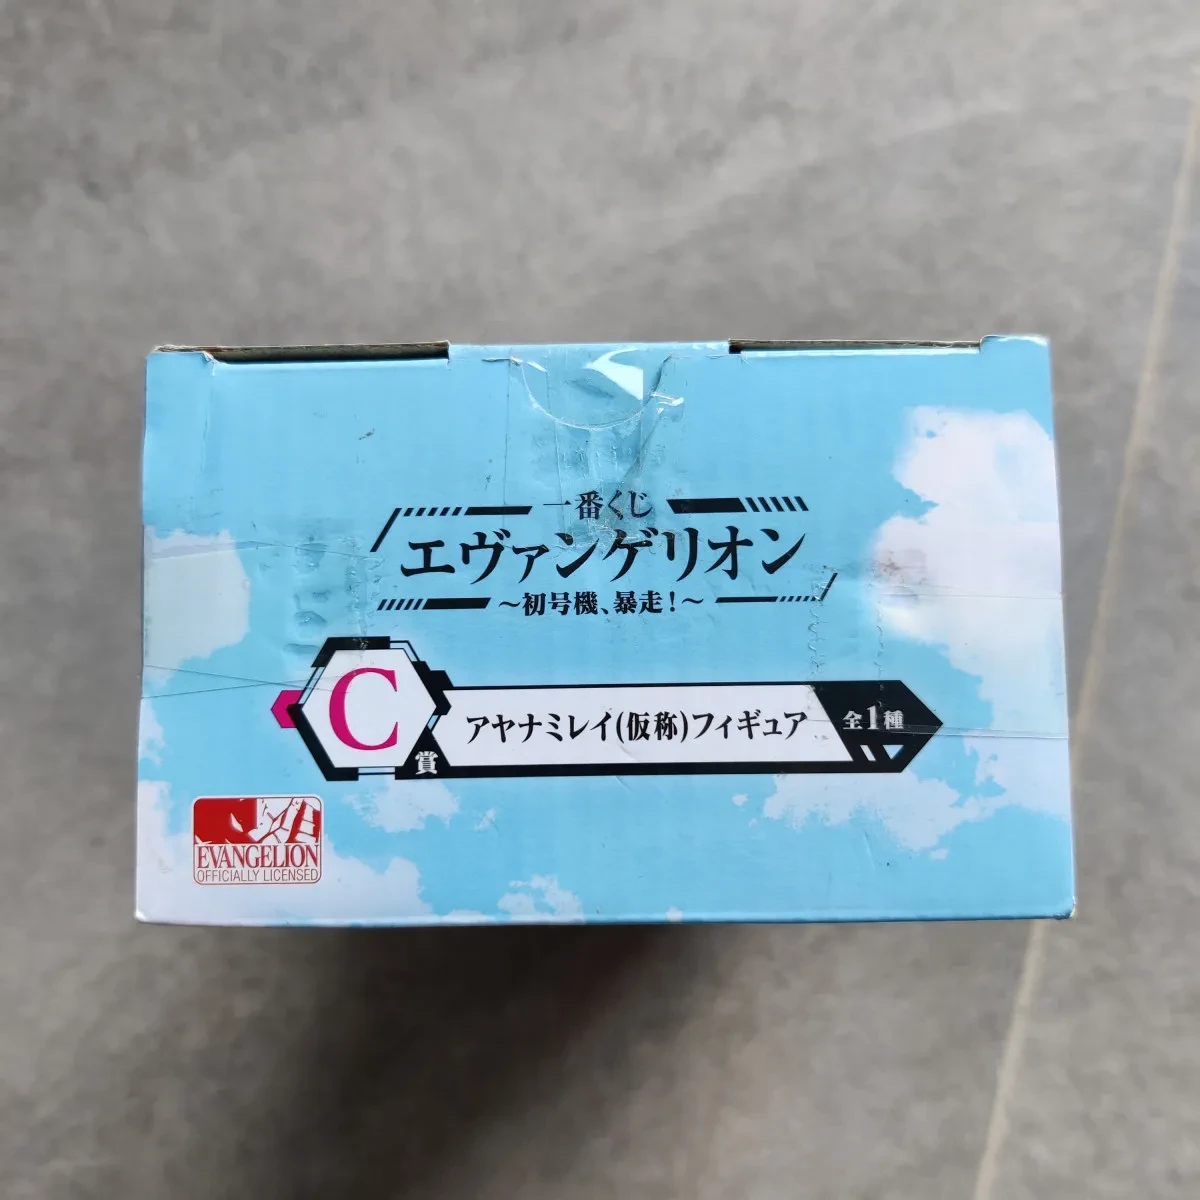 一番くじ
エヴァンゲリオン
～初号機、暴走！～
C賞
アヤナミレイ(仮称)フィギュア
全1種
EVANGELION
OFFICIALLY LICENSED